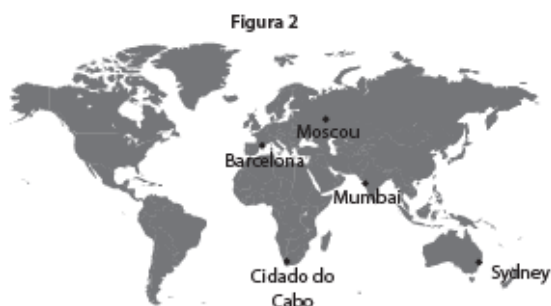 Figura 2
Moscou
Barcelona
Mumbai
Cidado do
Cabo
Sydney